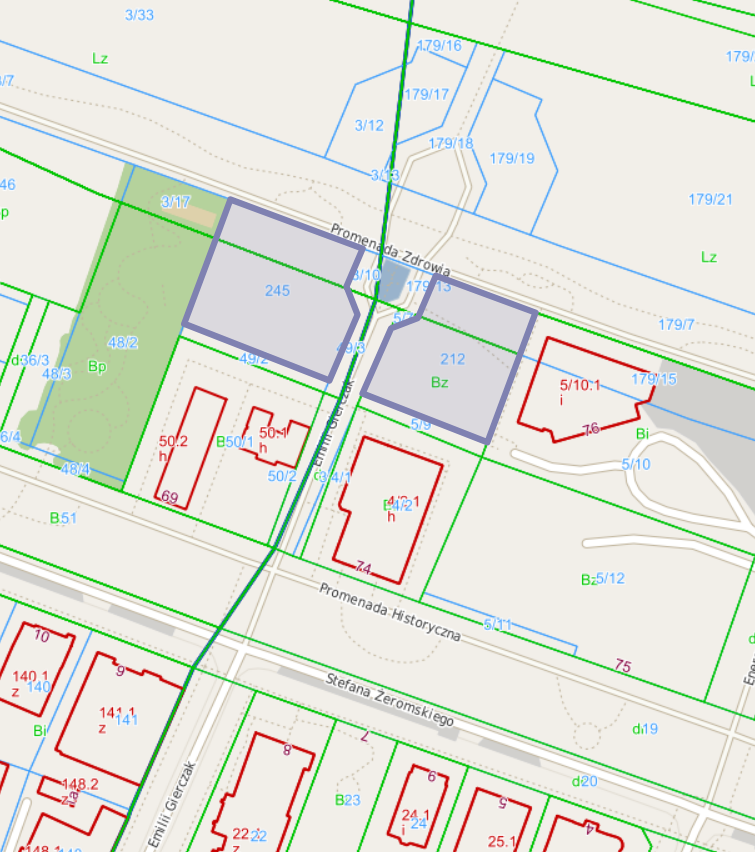 3/33
179/16
Lz
3/7
179/17
3/12
179/18
179/19
3/13
46
3/17
179/21
Promenada Zdrowia
Lz
3/10
179/13
245
179/7
48/2
49/2
49/3
212
36/3
48/3
Bp
Bz
5/10.1
i
179/15
76
5/9
50.2
h
50/1
50.1
h
Bi
5/10
6/4
48/4
50/2
Emilii Gierczak
4/1
69
51
4/2
h
74
Bz
5/12
Promenada Historyczna
5/11
75
10
140.1
z
140
9
141.1
z
141
Bi
Stefana Żeromskiego
19
20
8
7
148.2
z
23
9
24.1
i
24
5
25.1
4
22
z
Emilii Gierczak